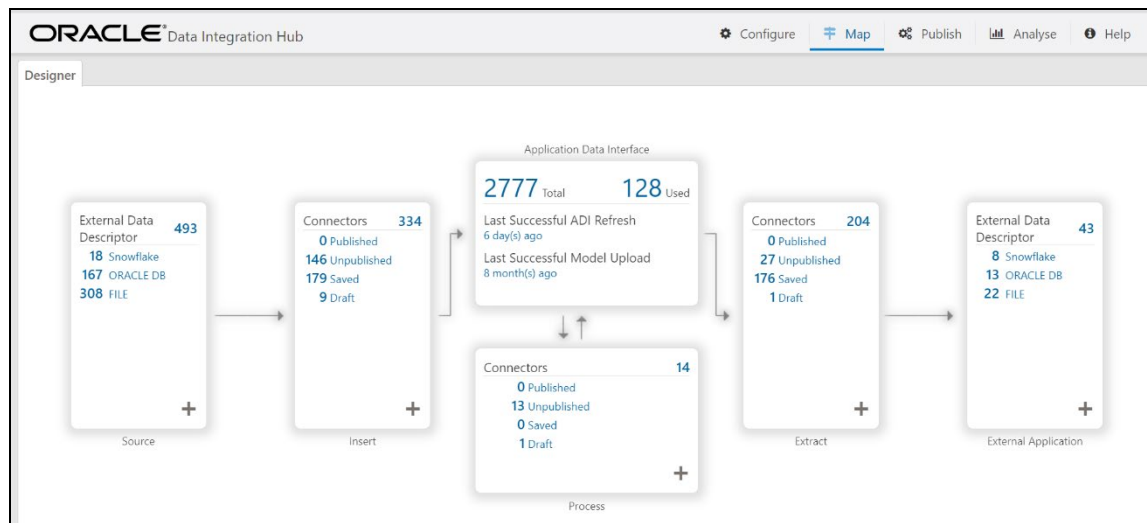 ORACLE® Data Integration Hub
Configure Map Publish Analyse Help
Designer
Application Data Interface
2777 Total 128 Used
Last Successful ADI Refresh
6 day(s) ago
Last Successful Model Upload
8 month(s) ago
External Data
Descriptor 493
18 Snowflake
167 ORACLE DB
308 FILE
+
Source
Connectors 334
0 Published
146 Unpublished
179 Saved
9 Draft
+
Insert
Connectors 14
0 Published
13 Unpublished
0 Saved
1 Draft
+
Process
Connectors 204
0 Published
27 Unpublished
176 Saved
1 Draft
+
Extract
External Data
Descriptor 43
8 Snowflake
13 ORACLE DB
22 FILE
+
External Application